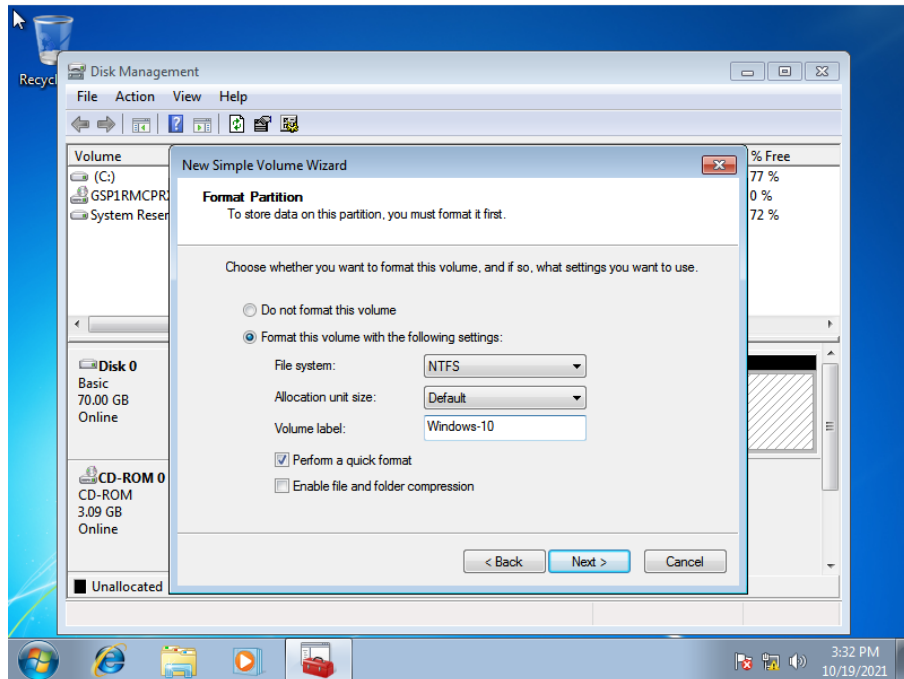 Recycl
Disk Management
File Action View Help
Volume % Free
(C:) 77 %
GSP1RMCPRX 0 %
System Reser 72 %
New Simple Volume Wizard
Format Partition
To store data on this partition, you must format it first.
Choose whether you want to format this volume, and if so, what settings you want to use.
Do not format this volume
Format this volume with the following settings:
File system: NTFS
Allocation unit size: Default
Volume label: Windows-10
Perform a quick format
Enable file and folder compression
< Back Next > Cancel
Disk 0
Basic
70.00 GB
Online
CD-ROM 0
CD-ROM
3.09 GB
Online
Unallocated
3:32 PM
10/19/2021